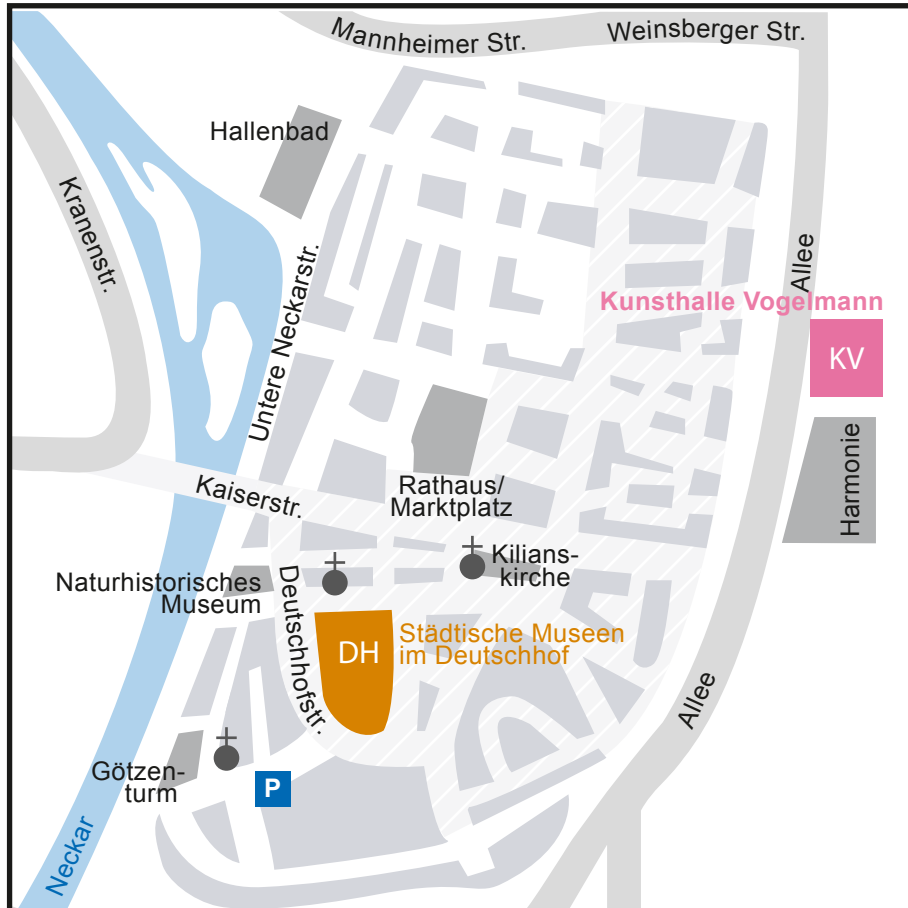 Mannheimer Str.
Weinsberger Str.
Hallenbad
Kranenstr.
Allee
Untere Neckarstr.
Kunsthalle Vogelmann
KV
Harmonie
Kaiserstr.
Rathaus/
Marktplatz
Kilians-
kirche
Naturhistorisches
Museum
Deutschhofstr.
DH
Städtische Museen
im Deutschhof
Allee
Götzen-
turm
P
Neckar